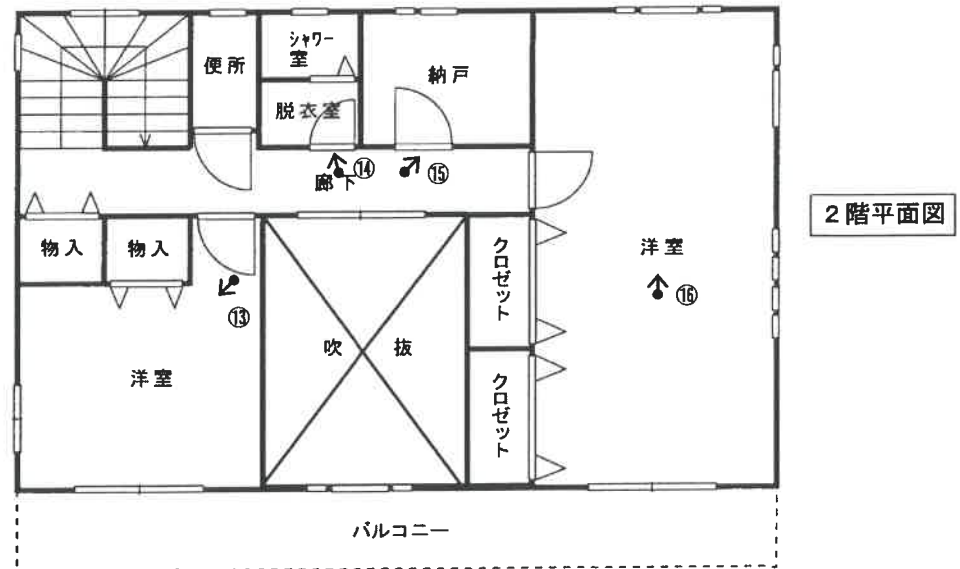 シャワー
室
便所
納戸
脱衣室
⑭
⑮
廊下
2階平面図
物入
物入
クロゼット
洋室
⑯
⑬
吹 抜
洋室
クロゼット
バルコニー